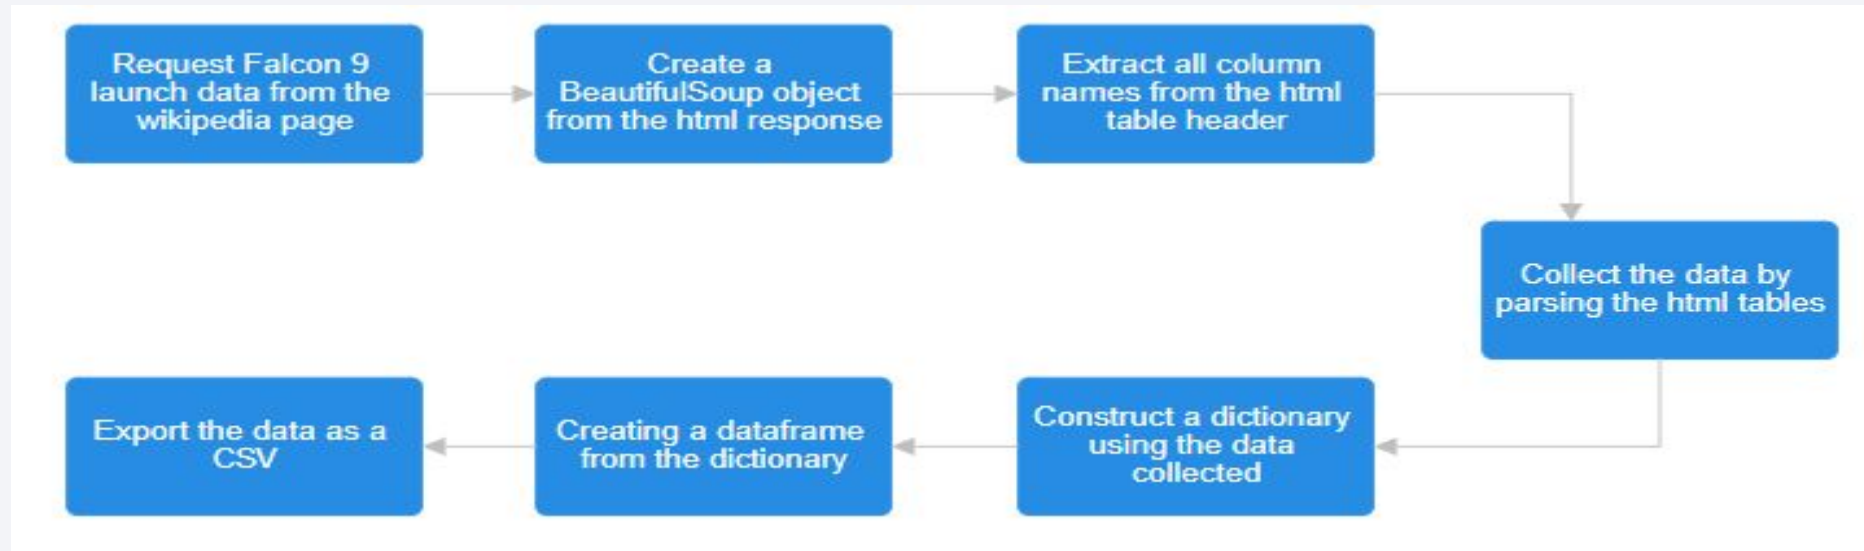 Request Falcon 9
launch data from the
wikipedia page
Create a
BeautifulSoup object
from the html response
Extract all column
names from the html
table header
Collect the data by
parsing the html tables
Construct a dictionary
using the data
collected
Creating a dataframe
from the dictionary
Export the data as a
CSV